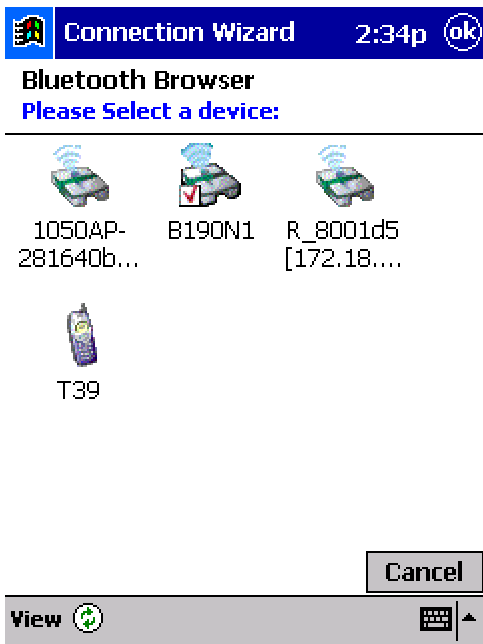 Connection Wizard 2:34p ok
Bluetooth Browser
Please Select a device:
1050AP-
281640b...
B190N1
R_8001d5
[172.18....
T39
Cancel
View